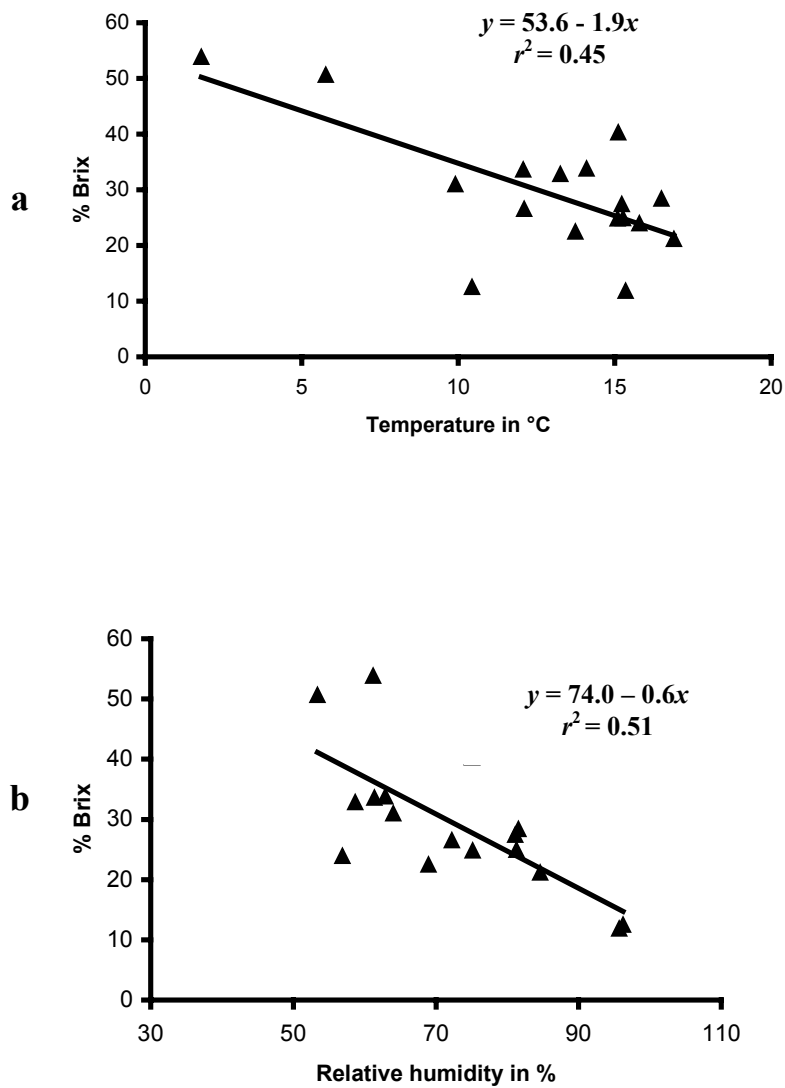 y = 53.6 - 1.9x
r² = 0.45
a
% Brix
60
50
40
30
20
10
0
0 5 10 15 20
Temperature in °C
y = 74.0 – 0.6x
r² = 0.51
b
% Brix
60
50
40
30
20
10
0
30 50 70 90 110
Relative humidity in %